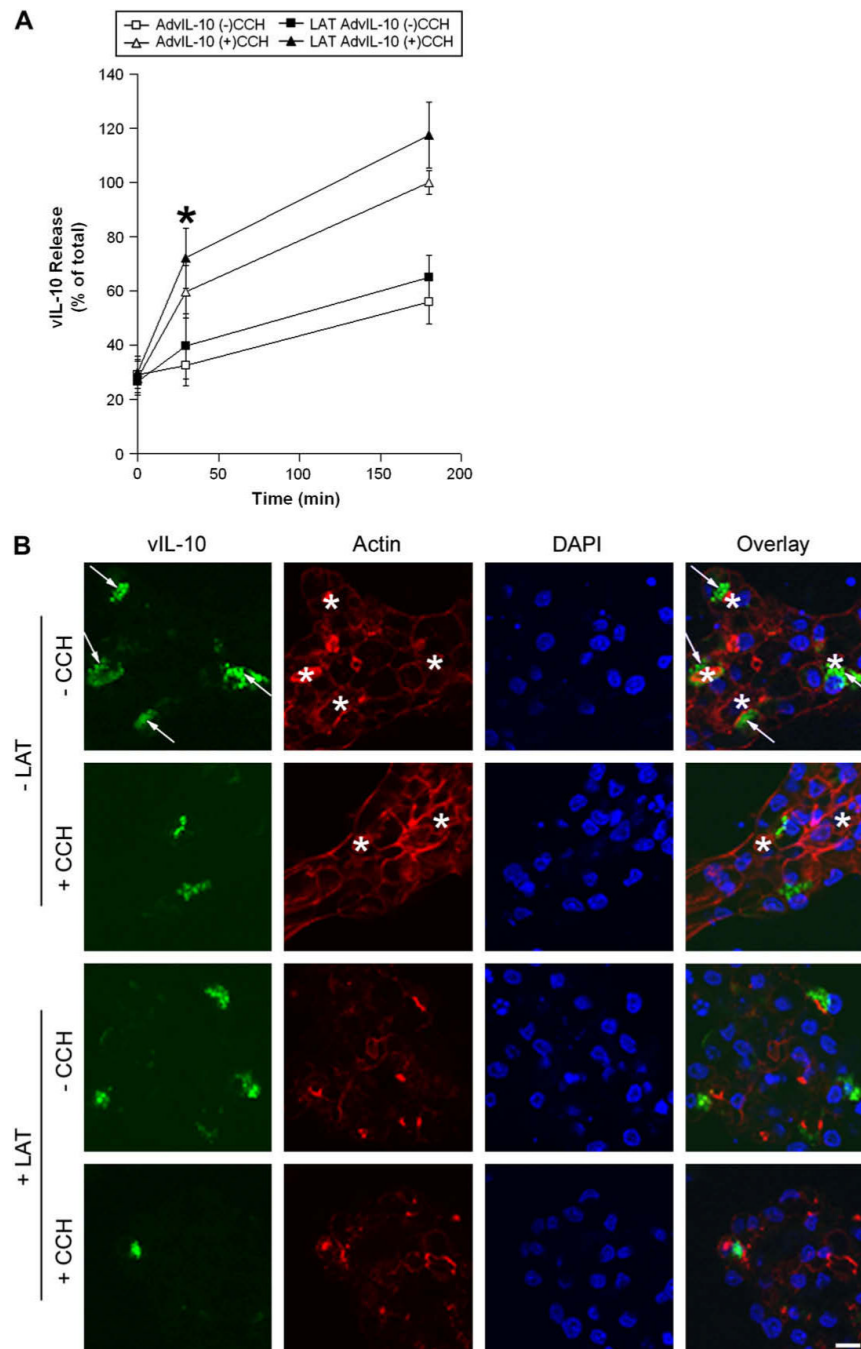 A
AdvIL-10 (-)CCH
LAT AdvIL-10 (-)CCH
AdvIL-10 (+)CCH
LAT AdvIL-10 (+)CCH
140
120
100
80
60
40
20
0
*
vIL-10 Release
(% of total)
0
50
100
150
200
Time (min)
B
vIL-10
Actin
DAPI
Overlay
- LAT
- CCH
* * * *
* * * *
+ CCH
* *
* *
+ LAT
- CCH
+ CCH